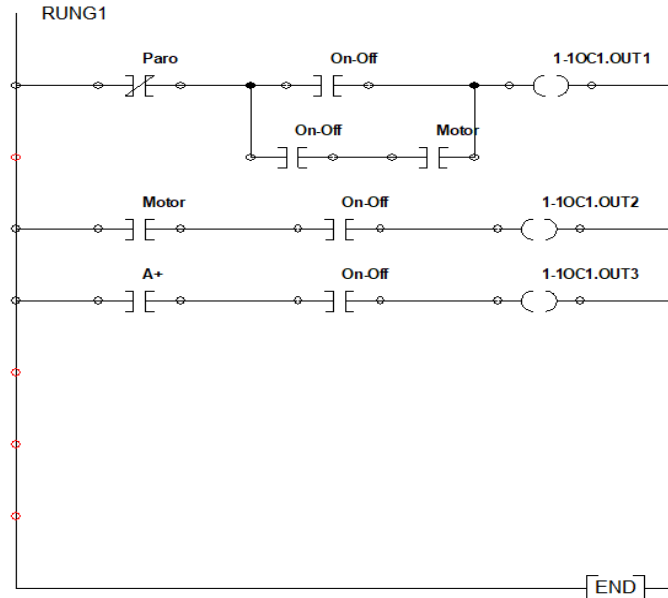 RUNG1
Paro On-Off 1-1OC1.OUT1
On-Off Motor
Motor On-Off 1-1OC1.OUT2
A+ On-Off 1-1OC1.OUT3
END